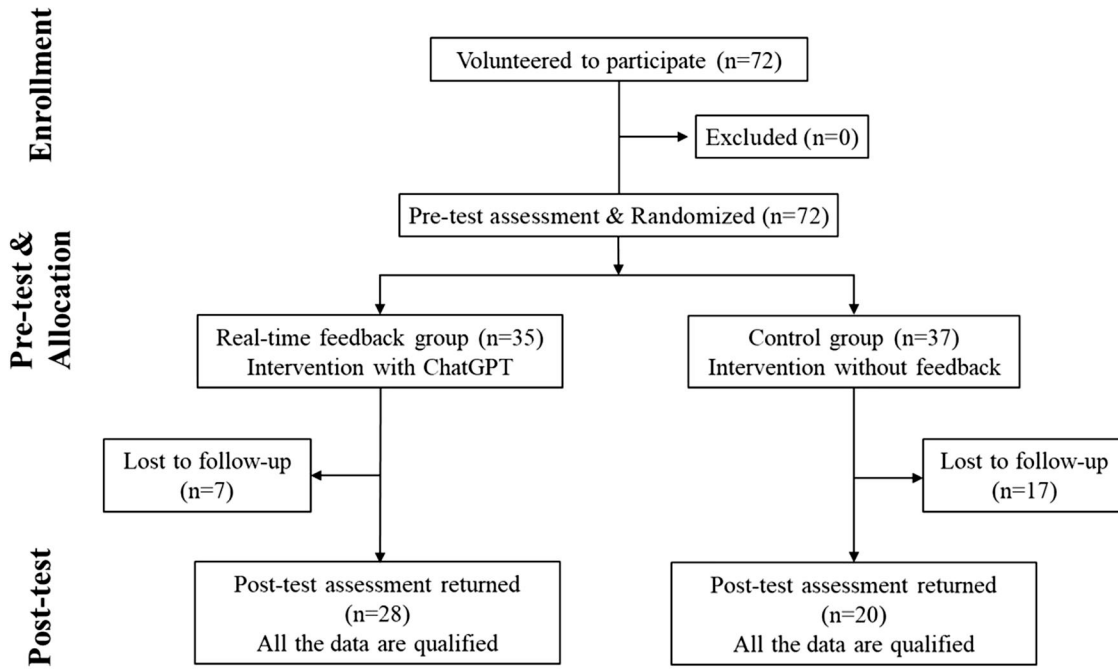 Enrollment
Volunteered to participate (n=72)
Excluded (n=0)
Pre-test &
Allocation
Pre-test assessment & Randomized (n=72)
Real-time feedback group (n=35)
Intervention with ChatGPT
Control group (n=37)
Intervention without feedback
Lost to follow-up
(n=7)
Lost to follow-up
(n=17)
Post-test
Post-test assessment returned
(n=28)
All the data are qualified
Post-test assessment returned
(n=20)
All the data are qualified